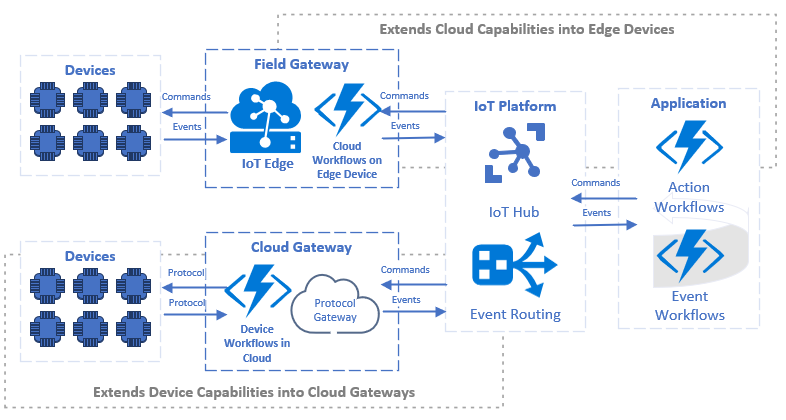 Extends Cloud Capabilities into Edge Devices
Devices
Commands
Events
Field Gateway
IoT Edge
Cloud
Workflows on
Edge Device
Commands
Events
IoT Platform
IoT Hub
Event Routing
Commands
Events
Application
Action
Workflows
Event
Workflows
Devices
Protocol
Protocol
Cloud Gateway
Device
Workflows in
Cloud
Protocol
Gateway
Commands
Events
Extends Device Capabilities into Cloud Gateways